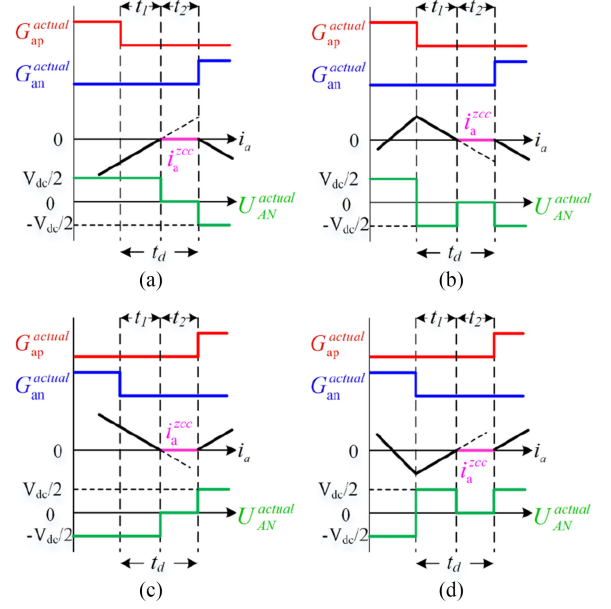 t₁ t₂
G_ap^actual
G_an^actual
0 i_a
i_a^zcc
V_dc/2
0 U_AN^actual
-V_dc/2
t_d
(a)
t₁ t₂
G_ap^actual
G_an^actual
0 i_a
i_a^zcc
V_dc/2
0 U_AN^actual
-V_dc/2
t_d
(b)
t₁ t₂
G_ap^actual
G_an^actual
i_a^zcc
0 i_a
V_dc/2
0 U_AN^actual
-V_dc/2
t_d
(c)
t₁ t₂
G_ap^actual
G_an^actual
0 i_a
i_a^zcc
V_dc/2
0 U_AN^actual
-V_dc/2
t_d
(d)